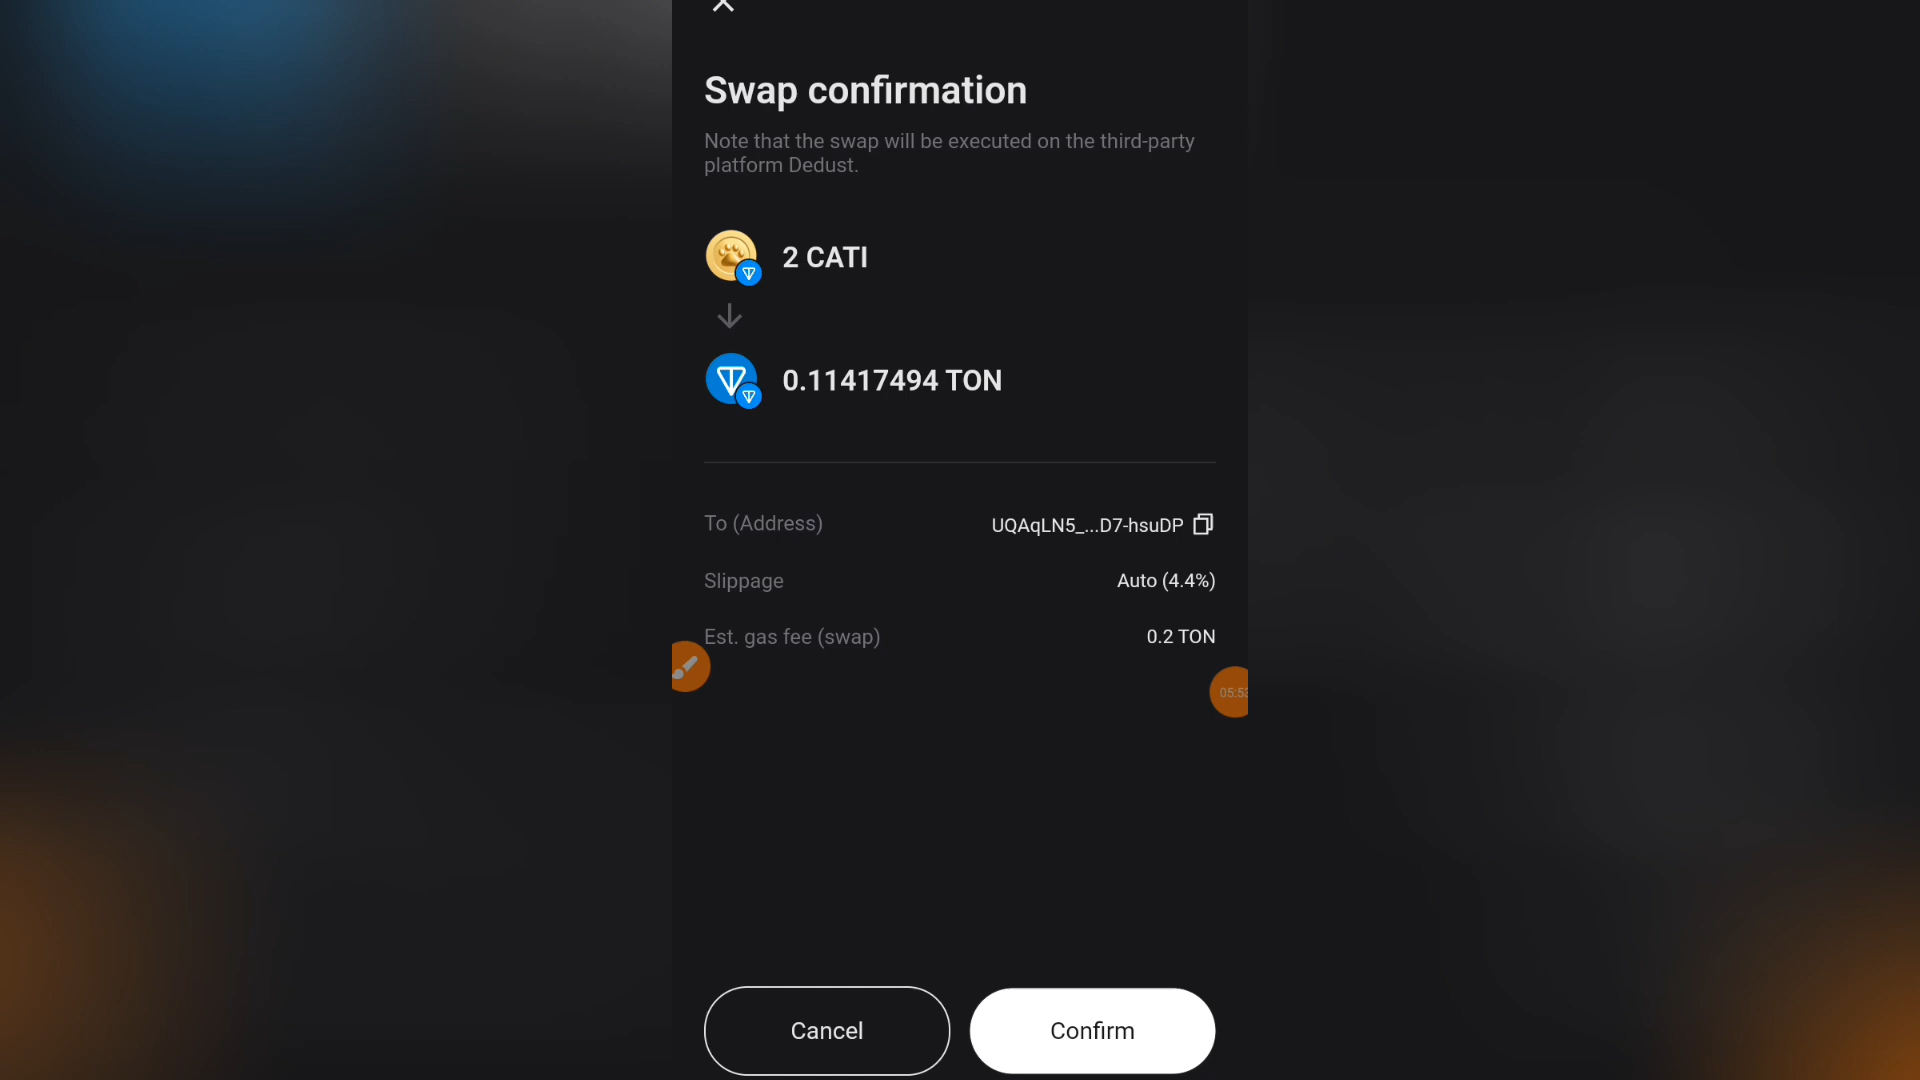 Swap confirmation
Note that the swap will be executed on the third-party
platform Dedust.
2 CATI
0.11417494 TON
To (Address) UQAqLN5_...D7-hsuDP
Slippage Auto (4.4%)
Est. gas fee (swap) 0.2 TON
05:53
Cancel Confirm